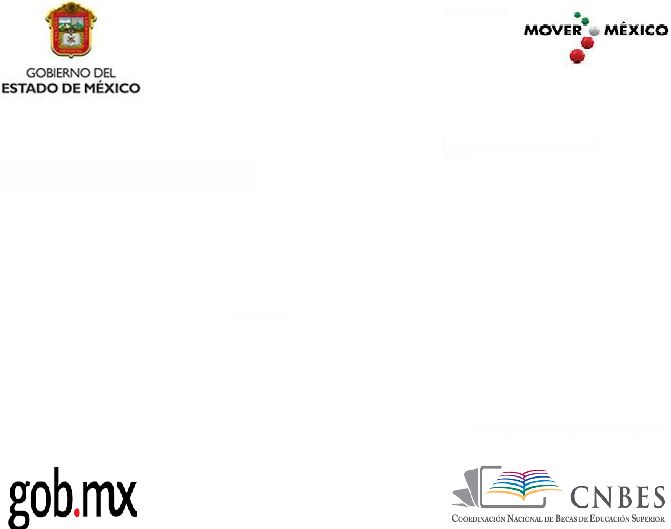 GOBIERNO DEL
ESTADO DE MÉXICO
MOVER MÉXICO
gob.mx
CNBES
COORDINACIÓN NACIONAL DE BECAS DE EDUCACIÓN SUPERIOR